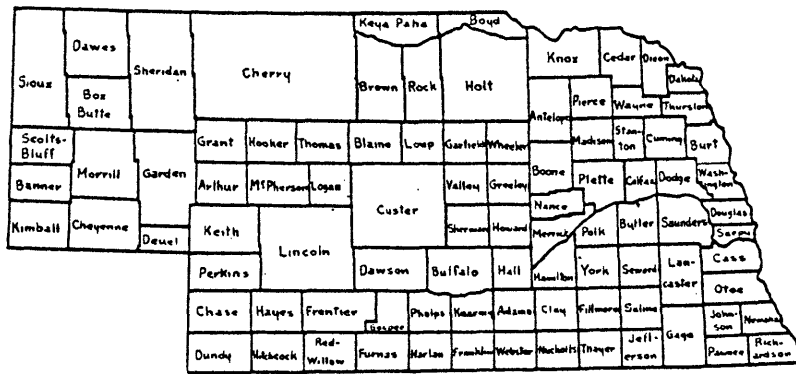 Keya Paha
Boyd
Dawes
Sheridan
Cherry
Knox
Cedar
Dixon
Dakota
Sioux
Box
Butte
Brown
Rock
Holt
Antelope
Pierce
Wayne
Thurston
Scotts-
Bluff
Grant
Hooker
Thomas
Blaine
Loup
Garfield
Wheeler
Madison
Stan-
ton
Cuming
Burt
Banner
Morrill
Garden
Arthur
McPherson
Logan
Custer
Valley
Greeley
Boone
Platte
Colfax
Dodge
Wash-
ington
Nance
Kimball
Cheyenne
Deuel
Keith
Lincoln
Sherman
Howard
Merrick
Polk
Butler
Saunders
Douglas
Sarpy
Perkins
Dawson
Buffalo
Hall
Hamilton
York
Seward
Lan-
caster
Cass
Otoe
Chase
Hayes
Frontier
Gosper
Phelps
Kearney
Adams
Clay
Fillmore
Saline
John-
son
Nemaha
Dundy
Hitchcock
Red-
Willow
Furnas
Harlan
Franklin
Webster
Nuckolls
Thayer
Jeff-
erson
Gage
Pawnee
Rich-
ardson